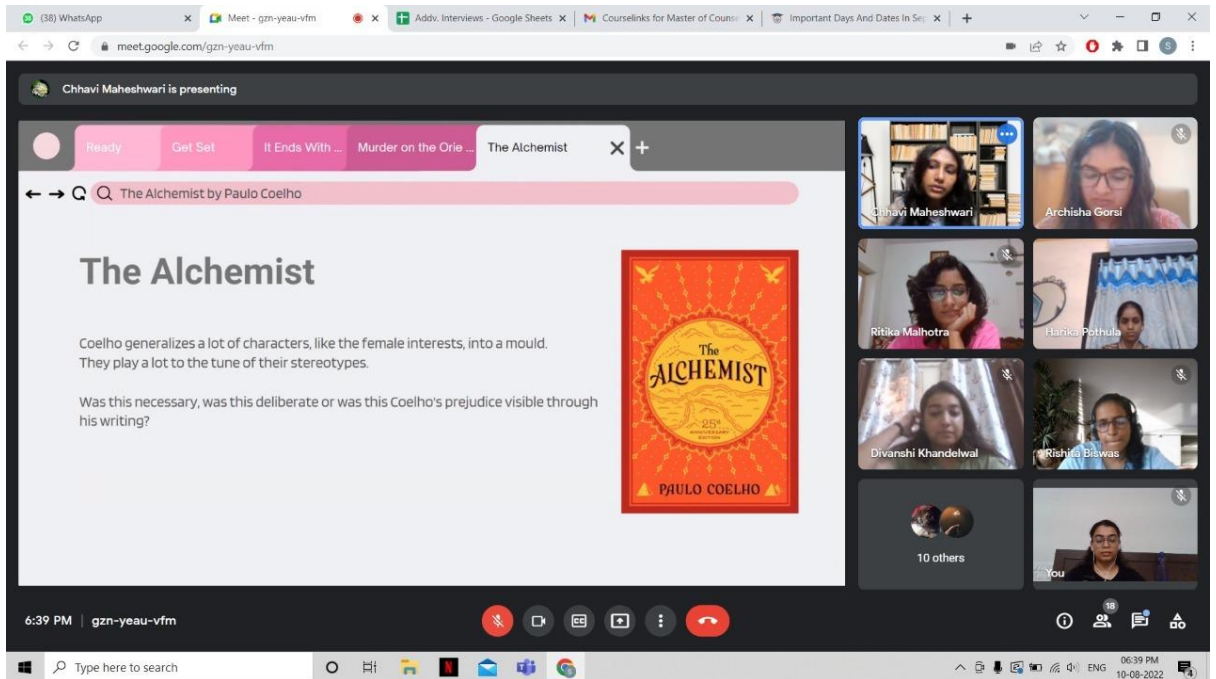 (38) WhatsApp
Meet - gzn-yeau-vfm
Addv. Interviews - Google Sheets
Courselinks for Master of Couns
Important Days And Dates In Sep
meet.google.com/gzn-yeau-vfm
S
Chhavi Maheshwari is presenting
Ready
Get Set
It Ends With ...
Murder on the Orie ...
The Alchemist
The Alchemist by Paulo Coelho
The Alchemist
Coelho generalizes a lot of characters, like the female interests, into a mould.
They play a lot to the tune of their stereotypes.
Was this necessary, was this deliberate or was this Coelho's prejudice visible through
his writing?
The
ALCHEMIST
25th
ANNIVERSARY
EDITION
PAULO COELHO
Chhavi Maheshwari
Archisha Gorsi
Ritika Malhotra
Harika Pothula
Divanshi Khandelwal
Rishita Biswas
10 others
You
6:39 PM | gzn-yeau-vfm
18
Type here to search
ENG
06:39 PM
10-08-2022